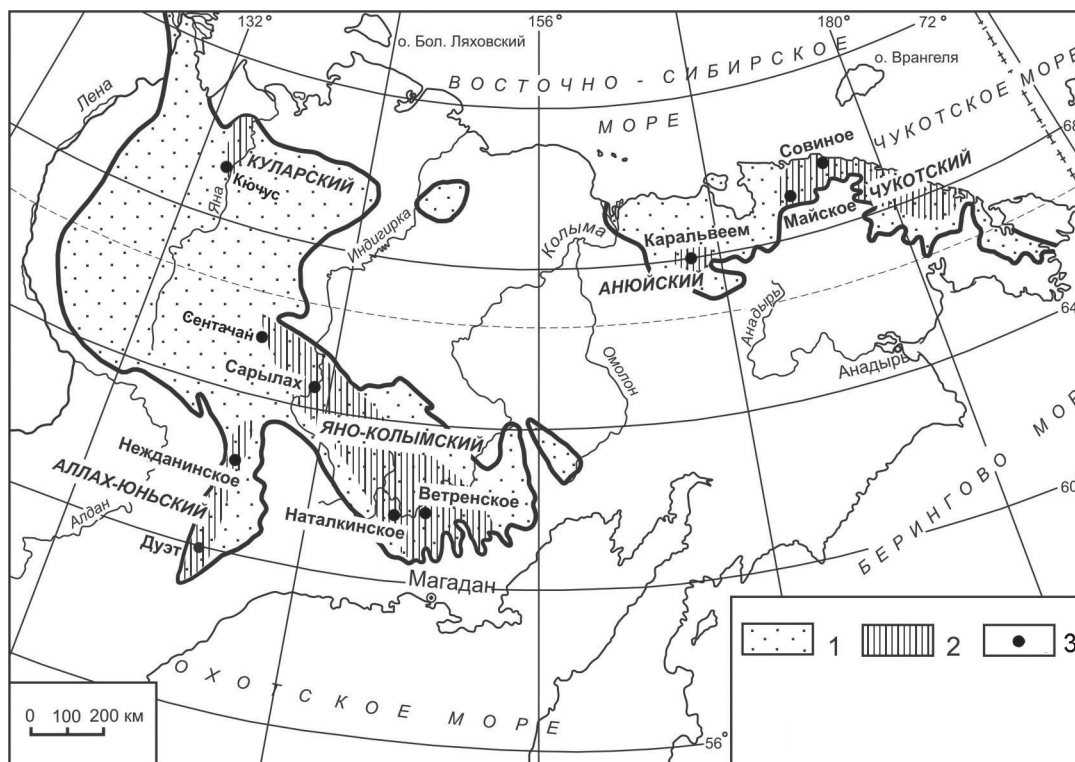 132°
156°
180°
72°
о. Бол. Ляховский
ВОСТОЧНО - СИБИРСКОЕ
МОРЕ
о. Врангеля
ЧУКОТСКОЕ МОРЕ
68
Лена
Совиное
КУЛАРСКИЙ
Кючус
Яна
ЧУКОТСКИЙ
Майское
Индигирка
Колыма
Каральвеем
АНЮЙСКИЙ
64
Анадырь
Анадырь
Сентачан
Сарылах
Омолон
ЯНО-КОЛЫМСКИЙ
Нежданинское
АЛЛАХ-ЮНЬСКИЙ
Ветренское
Наталкинское
Алдан
Дуэт
60
БЕРИНГОВО
МОР
Магадан
ОХОТСКОЕ МОРЕ
56°
0 100 200 км
1
2
3